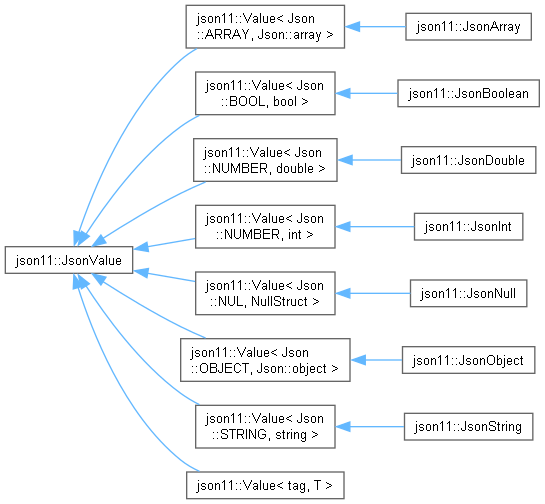 json11::Value< Json
::ARRAY, Json::array >
json11::JsonArray
json11::Value< Json
::BOOL, bool >
json11::JsonBoolean
json11::Value< Json
::NUMBER, double >
json11::JsonDouble
json11::Value< Json
::NUMBER, int >
json11::JsonInt
json11::JsonValue
json11::Value< Json
::NUL, NullStruct >
json11::JsonNull
json11::Value< Json
::OBJECT, Json::object >
json11::JsonObject
json11::Value< Json
::STRING, string >
json11::JsonString
json11::Value< tag, T >